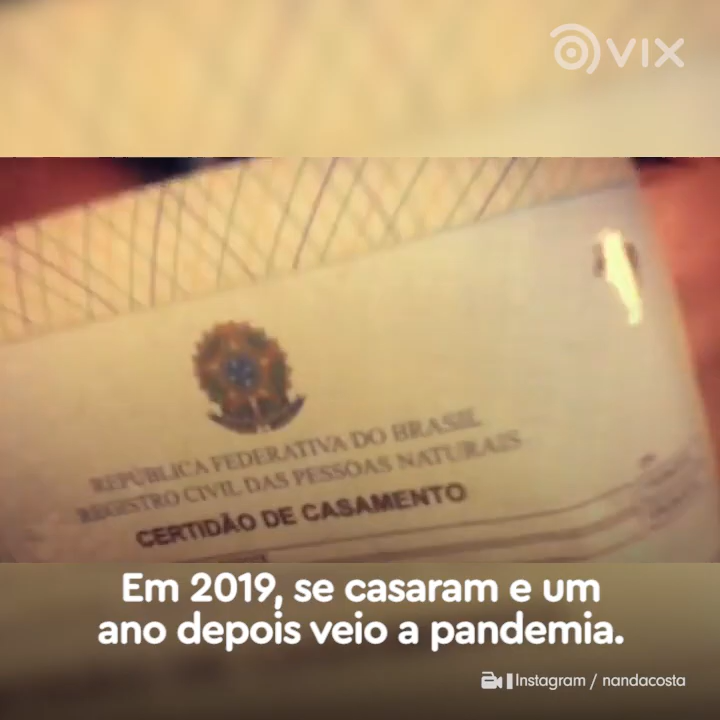 VIX
REPÚBLICA FEDERATIVA DO BRASIL
REGISTRO CIVIL DAS PESSOAS NATURAIS
CERTIDÃO DE CASAMENTO
Em 2019, se casaram e um
ano depois veio a pandemia.
Instagram / nandacosta